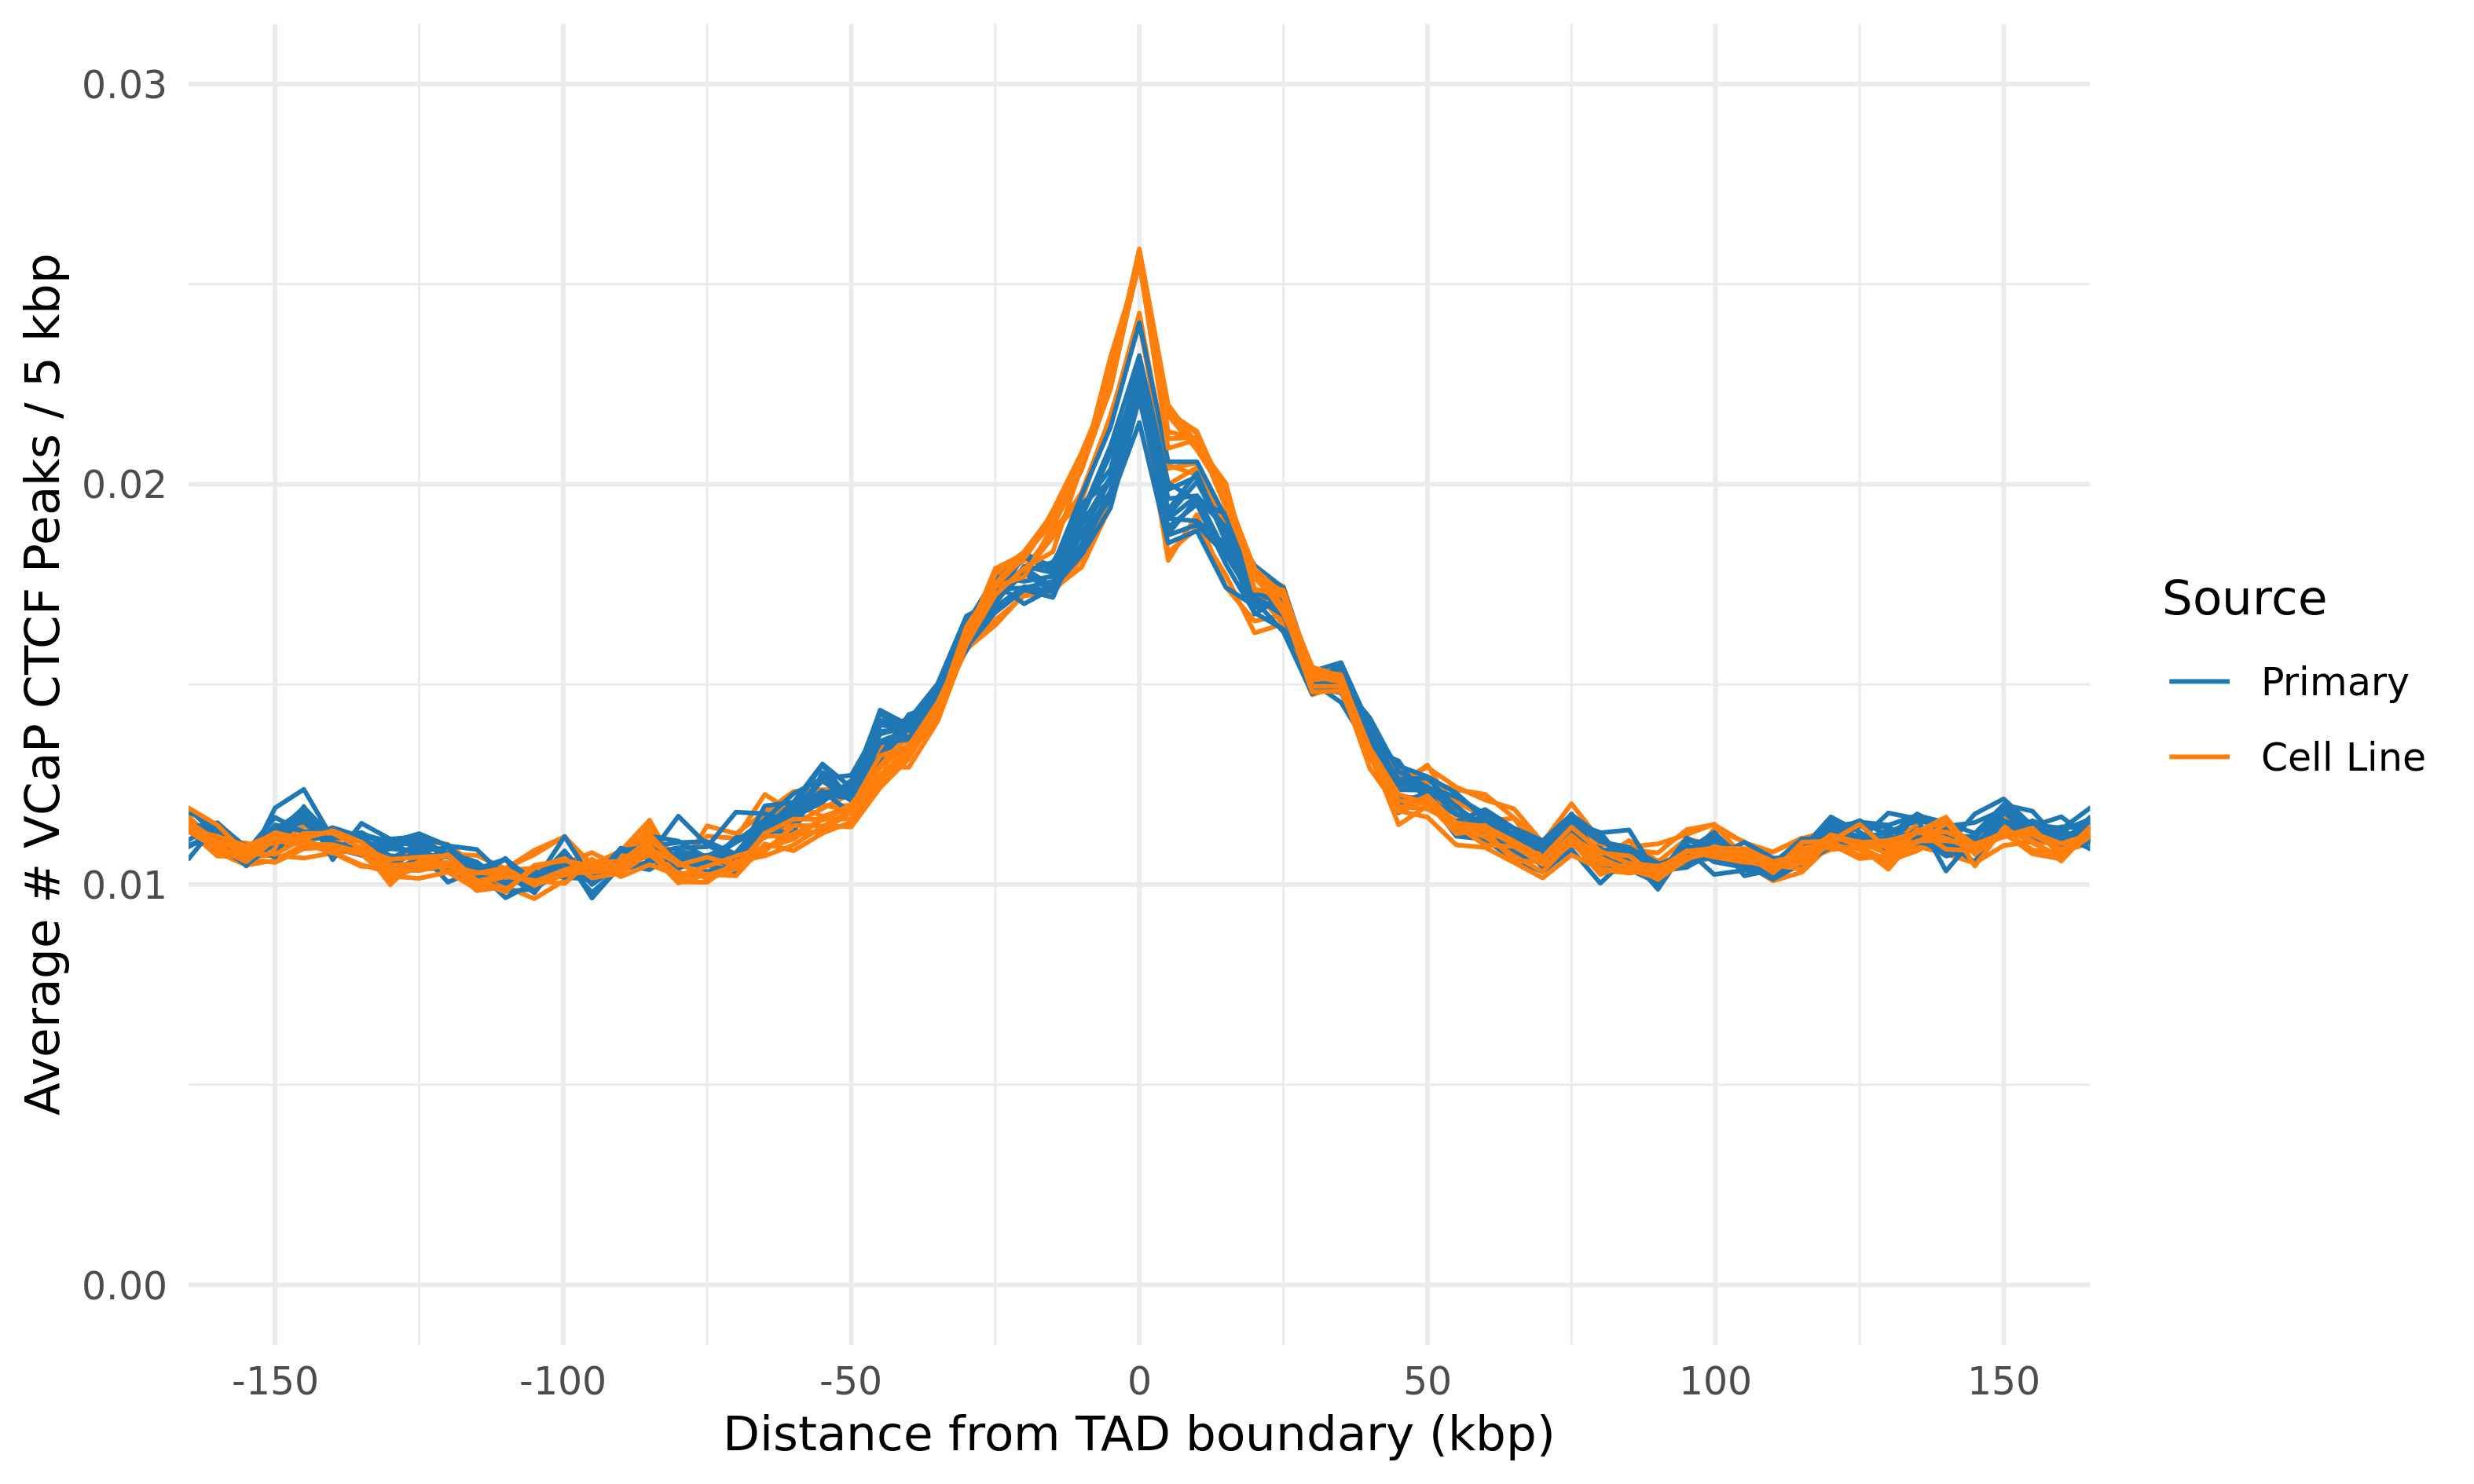 Average # VCaP CTCF Peaks / 5 kbp
0.03
0.02
0.01
0.00
-150 -100 -50 0 50 100 150
Distance from TAD boundary (kbp)
Source
Primary
Cell Line